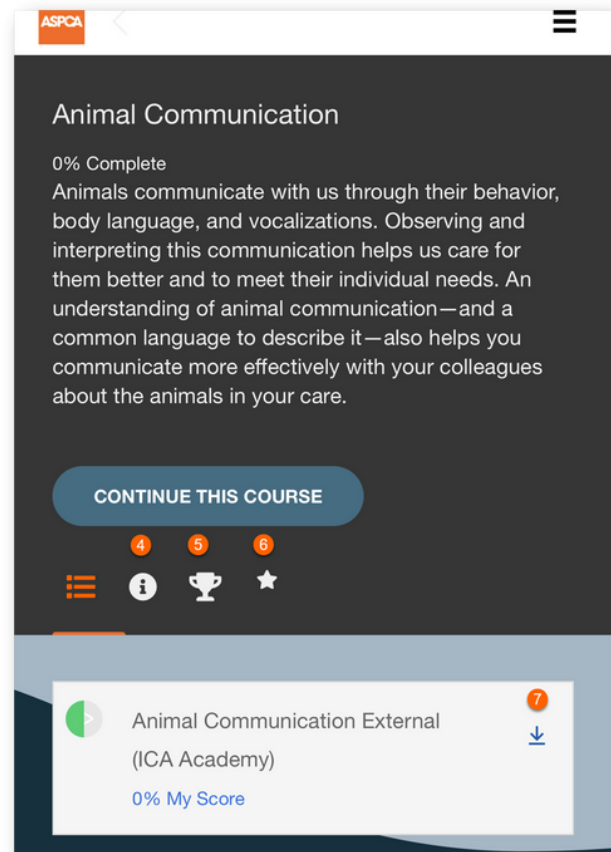 ASPCA
Animal Communication
0% Complete
Animals communicate with us through their behavior,
body language, and vocalizations. Observing and
interpreting this communication helps us care for
them better and to meet their individual needs. An
understanding of animal communication—and a
common language to describe it—also helps you
communicate more effectively with your colleagues
about the animals in your care.
CONTINUE THIS COURSE
4 5 6
7
Animal Communication External
(ICA Academy)
0% My Score